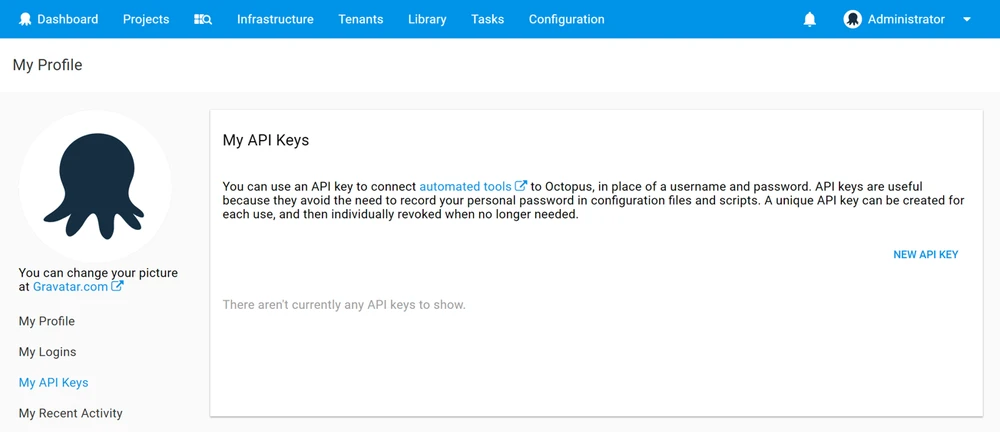 Dashboard Projects Infrastructure Tenants Library Tasks Configuration Administrator
My Profile
My API Keys
You can use an API key to connect automated tools to Octopus, in place of a username and password. API keys are useful
because they avoid the need to record your personal password in configuration files and scripts. A unique API key can be created for
each use, and then individually revoked when no longer needed.
NEW API KEY
There aren't currently any API keys to show.
You can change your picture
at Gravatar.com
My Profile
My Logins
My API Keys
My Recent Activity